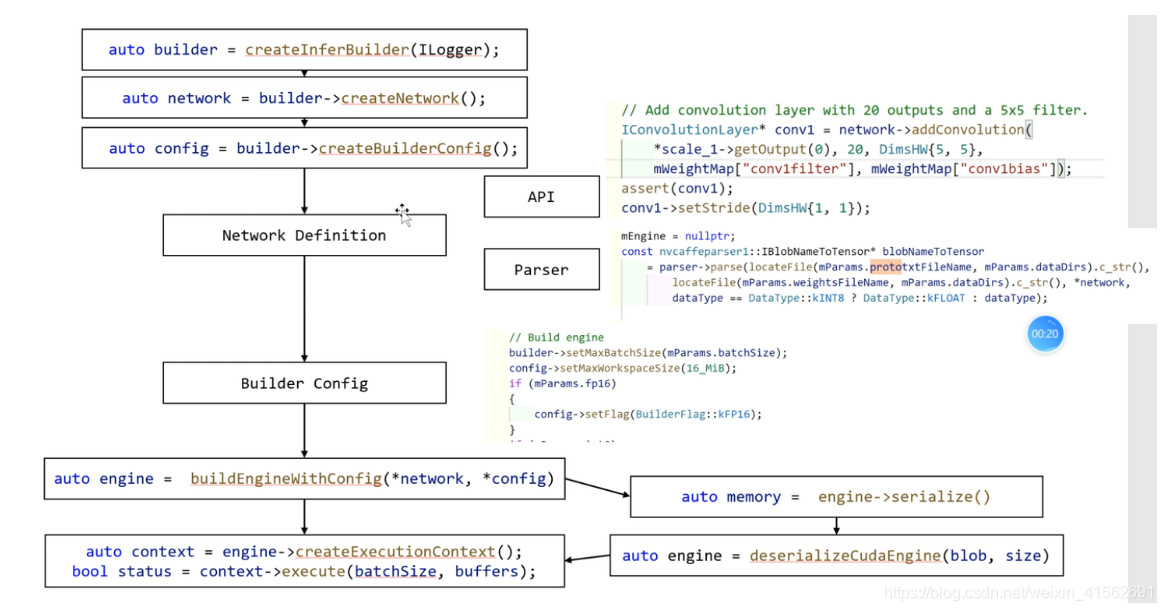 auto builder = createInferBuilder(ILogger);
auto network = builder->createNetwork();
auto config = builder->createBuilderConfig();
Network Definition
API
Parser
// Add convolution layer with 20 outputs and a 5x5 filter.
IConvolutionLayer* conv1 = network->addConvolution(
*scale_1->getOutput(0), 20, DimsHW{5, 5},
mWeightMap["conv1filter"], mWeightMap["conv1bias"]);
assert(conv1);
conv1->setStride(DimsHW{1, 1});
mEngine = nullptr;
const nvcaffeparser1::IBlobNameToTensor* blobNameToTensor
= parser->parse(locateFile(mParams.prototxtFileName, mParams.dataDirs).c_str(),
locateFile(mParams.weightsFileName, mParams.dataDirs).c_str(), *network,
dataType == DataType::kINT8 ? DataType::kFLOAT : dataType);
00:20
Builder Config
// Build engine
builder->setMaxBatchSize(mParams.batchSize);
config->setMaxWorkspaceSize(16_MiB);
if (mParams.fp16)
{
config->setFlag(BuilderFlag::kFP16);
}
auto engine = buildEngineWithConfig(*network, *config)
auto memory = engine->serialize()
auto context = engine->createExecutionContext();
bool status = context->execute(batchSize, buffers);
auto engine = deserializeCudaEngine(blob, size)
https://blog.csdn.net/weixin_41562691